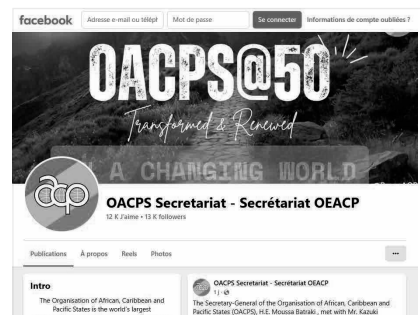 facebook
Adresse e-mail ou téléph
Mot de passe
Se connecter
Informations de compte oubliées ?
OACPS@50
Transformed & Renewed
A CHANGING WORLD
acp
OACPS Secretariat - Secrétariat OEACP
12 K J'aime • 13 K followers
Publications
À propos
Reels
Photos
Intro
The Organisation of African, Caribbean and
Pacific States is the world's largest
OACPS Secretariat - Secrétariat OEACP
1 j
The Secretary-General of the Organisation of African, Caribbean and
Pacific States (OACPS), H.E. Moussa Batraki , met with Mr. Kazuki